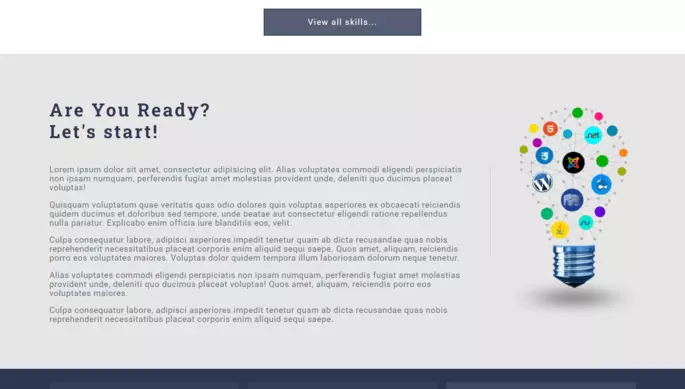 View all skills...
Are You Ready?
Let's start!
Lorem ipsum dolor sit amet, consectetur adipisicing elit. Alias voluptates commodi eligendi perspiciatis
non ipsam numquam, perferendis fugiat amet molestias provident unde, deleniti quo ducimus placeat
voluptas!
Quisquam voluptatum quae veritatis quas odio dolores quis voluptas asperiores ex obcaecati reiciendis
quidem ducimus et doloribus sed tempore, unde beatae aut consectetur eligendi ratione repellendus
nulla pariatur. Explicabo enim officia iure blanditiis eos, velit.
Culpa consequatur labore, adipisci asperiores impedit tenetur quam ab dicta recusandae quas nobis
reprehenderit necessitatibus placeat corporis enim aliquid sequi saepe. Quos amet, aliquam, reiciendis
porro eos voluptates maiores. Voluptas dolor quidem tempora illum laboriosam dolorum neque tenetur.
Alias voluptates commodi eligendi perspiciatis non ipsam numquam, perferendis fugiat amet molestias
provident unde, deleniti quo ducimus placeat voluptas! Quos amet, aliquam, reiciendis porro eos
voluptates maiores.
Culpa consequatur labore, adipisci asperiores impedit tenetur quam ab dicta recusandae quas nobis
reprehenderit necessitatibus placeat corporis enim aliquid sequi saepe.
.net